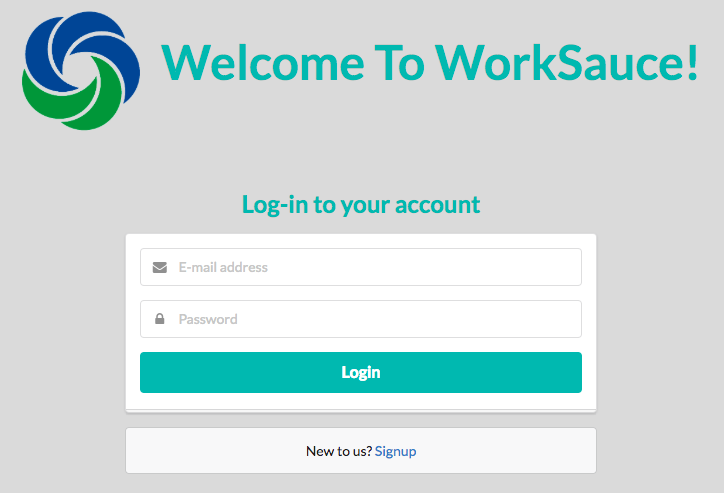 Welcome To WorkSauce!
Log-in to your account
E-mail address
Password
Login
New to us? Signup